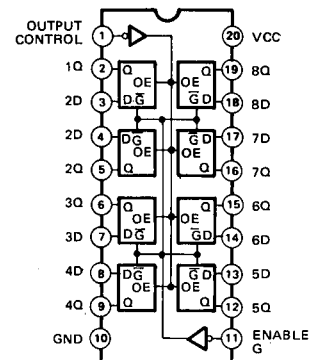 OUTPUT
CONTROL 1 20 VCC
1Q 2 Q Q 19 8Q
OE OE
2D 3 D G̅ G̅ D 18 8D
2D 4 D G̅ G̅ D 17 7D
OE OE
2Q 5 Q Q 16 7Q
3Q 6 Q Q 15 6Q
OE OE
3D 7 D G̅ G̅ D 14 6D
4D 8 D G̅ G̅ D 13 5D
OE OE
4Q 9 Q Q 12 5Q
GND 10 11 ENABLE
G